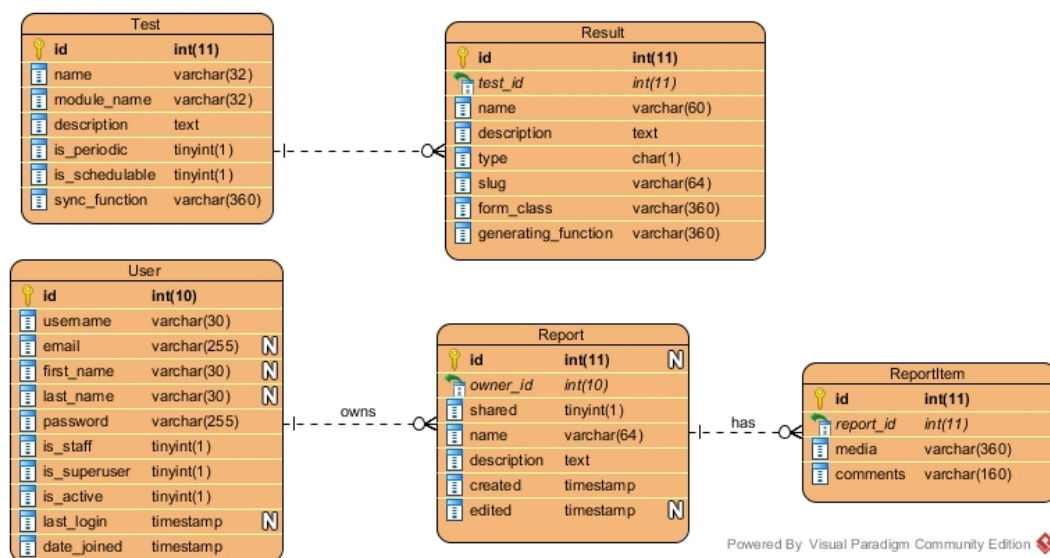 Test
id int(11)
name varchar(32)
module_name varchar(32)
description text
is_periodic tinyint(1)
is_schedulable tinyint(1)
sync_function varchar(360)
Result
id int(11)
test_id int(11)
name varchar(60)
description text
type char(1)
slug varchar(64)
form_class varchar(360)
generating_function varchar(360)
User
id int(10)
username varchar(30)
email varchar(255) N
first_name varchar(30) N
last_name varchar(30) N
password varchar(255)
is_staff tinyint(1)
is_superuser tinyint(1)
is_active tinyint(1)
last_login timestamp N
date_joined timestamp
owns
Report
id int(11) N
owner_id int(10)
shared tinyint(1)
name varchar(64)
description text
created timestamp
edited timestamp N
has
ReportItem
id int(11)
report_id int(11)
media varchar(360)
comments varchar(160)
Powered By Visual Paradigm Community Edition